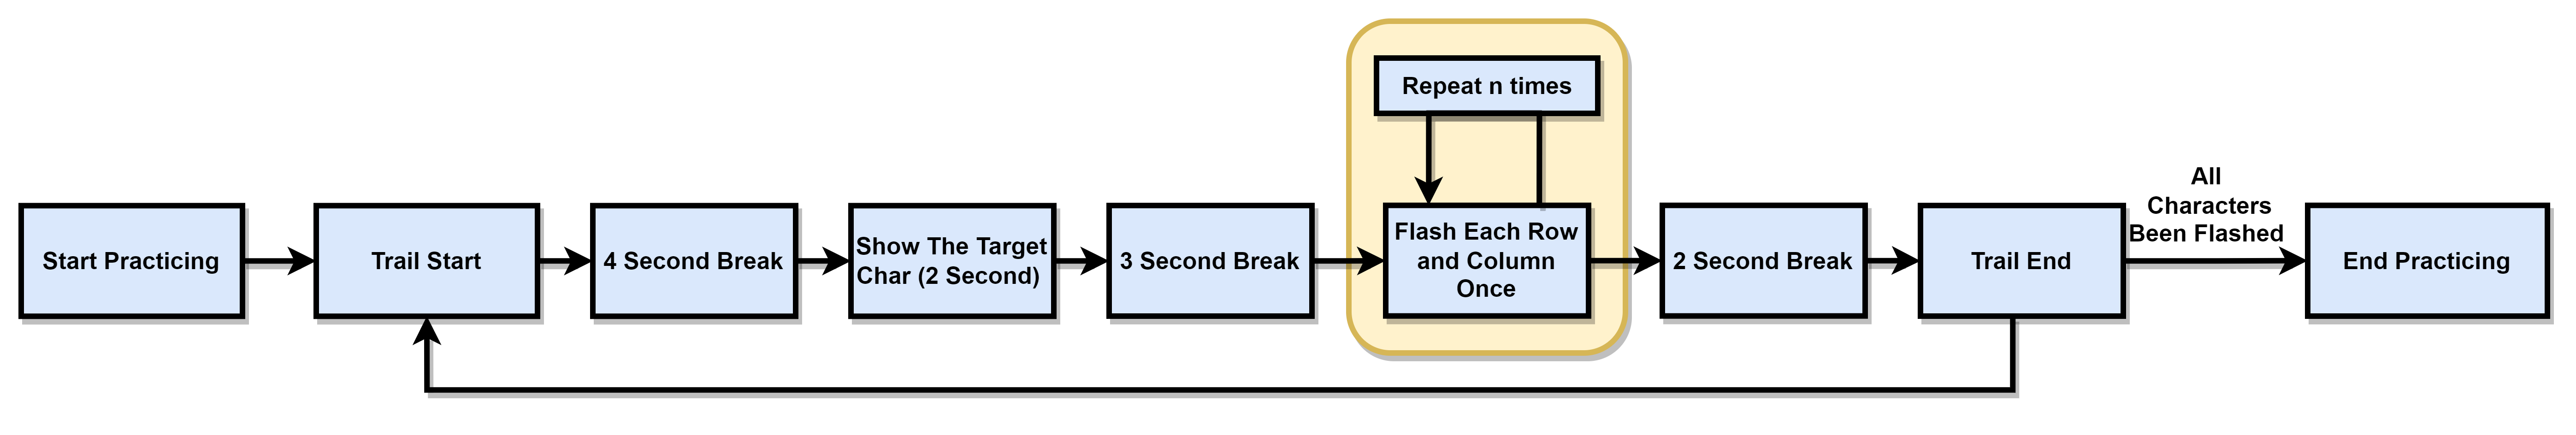 Repeat n times
Start Practicing
Trail Start
4 Second Break
Show The Target
Char (2 Second)
3 Second Break
Flash Each Row
and Column
Once
2 Second Break
Trail End
All
Characters
Been Flashed
End Practicing